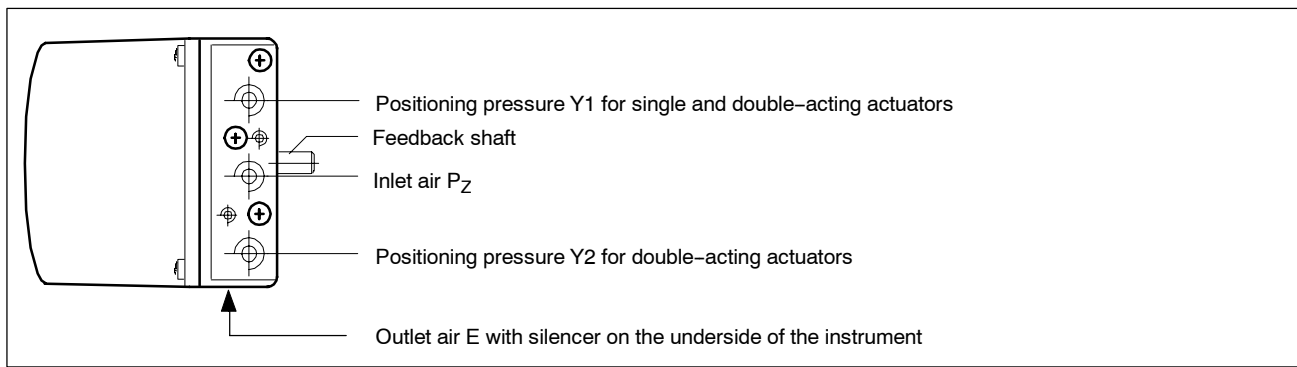 Positioning pressure Y1 for single and double−acting actuators
Feedback shaft
Inlet air PZ
Positioning pressure Y2 for double−acting actuators
Outlet air E with silencer on the underside of the instrument